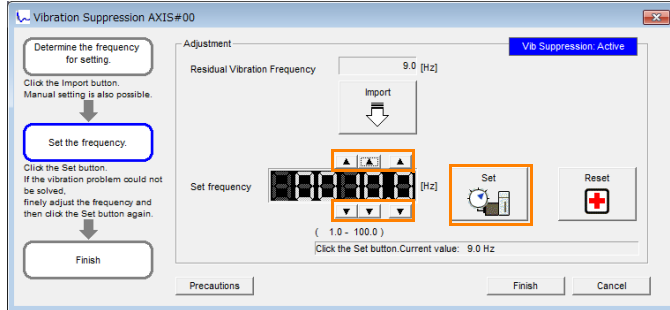 Vibration Suppression AXIS#00
Determine the frequency
for setting.
Click the Import button.
Manual setting is also possible.
Set the frequency.
Click the Set button.
If the vibration problem could not
be solved,
finely adjust the frequency and
then click the Set button again.
Finish
Adjustment
Vib Suppression: Active
Residual Vibration Frequency
9.0 [Hz]
Import
Set frequency
[Hz]
( 1.0 - 100.0 )
Click the Set button.Current value: 9.0 Hz
Set
Reset
Precautions
Finish
Cancel